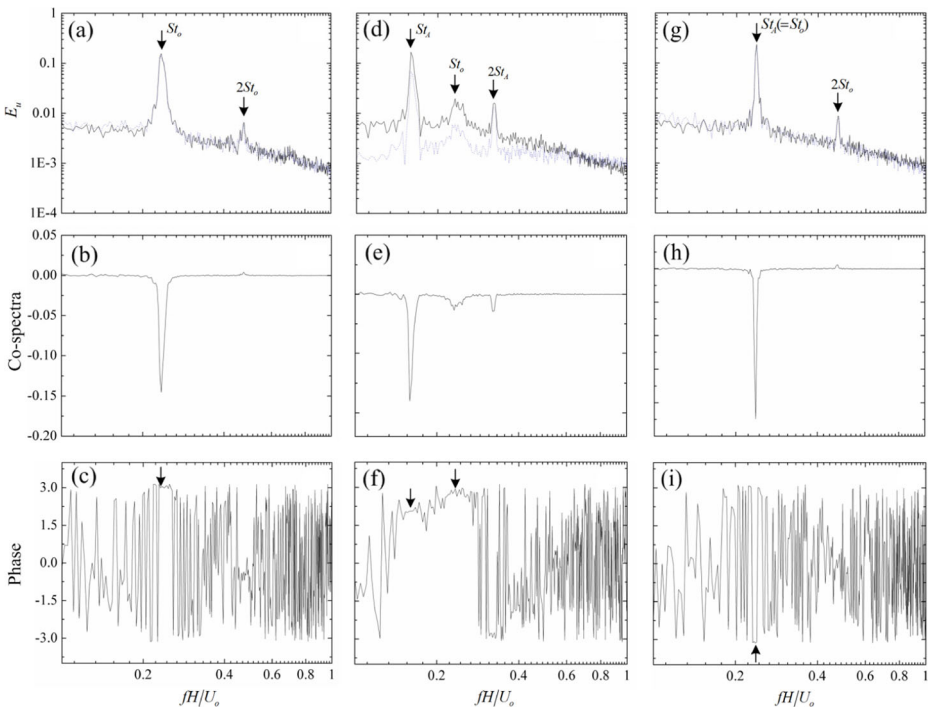 (a)
St_o
2St_o
E_u
1
0.1
0.01
1E-3
1E-4
(d)
St_A
St_o
2St_A
(g)
St_A(=St_o)
2St_o
(b)
Co-spectra
0.05
0.00
-0.05
-0.10
-0.15
-0.20
(e)
(h)
(c)
Phase
3.0
1.5
0.0
-1.5
-3.0
(f)
(i)
0.2 0.4 0.6 0.8 1
fH/U_o
0.2 0.4 0.6 0.8 1
fH/U_o
0.2 0.4 0.6 0.8 1
fH/U_o